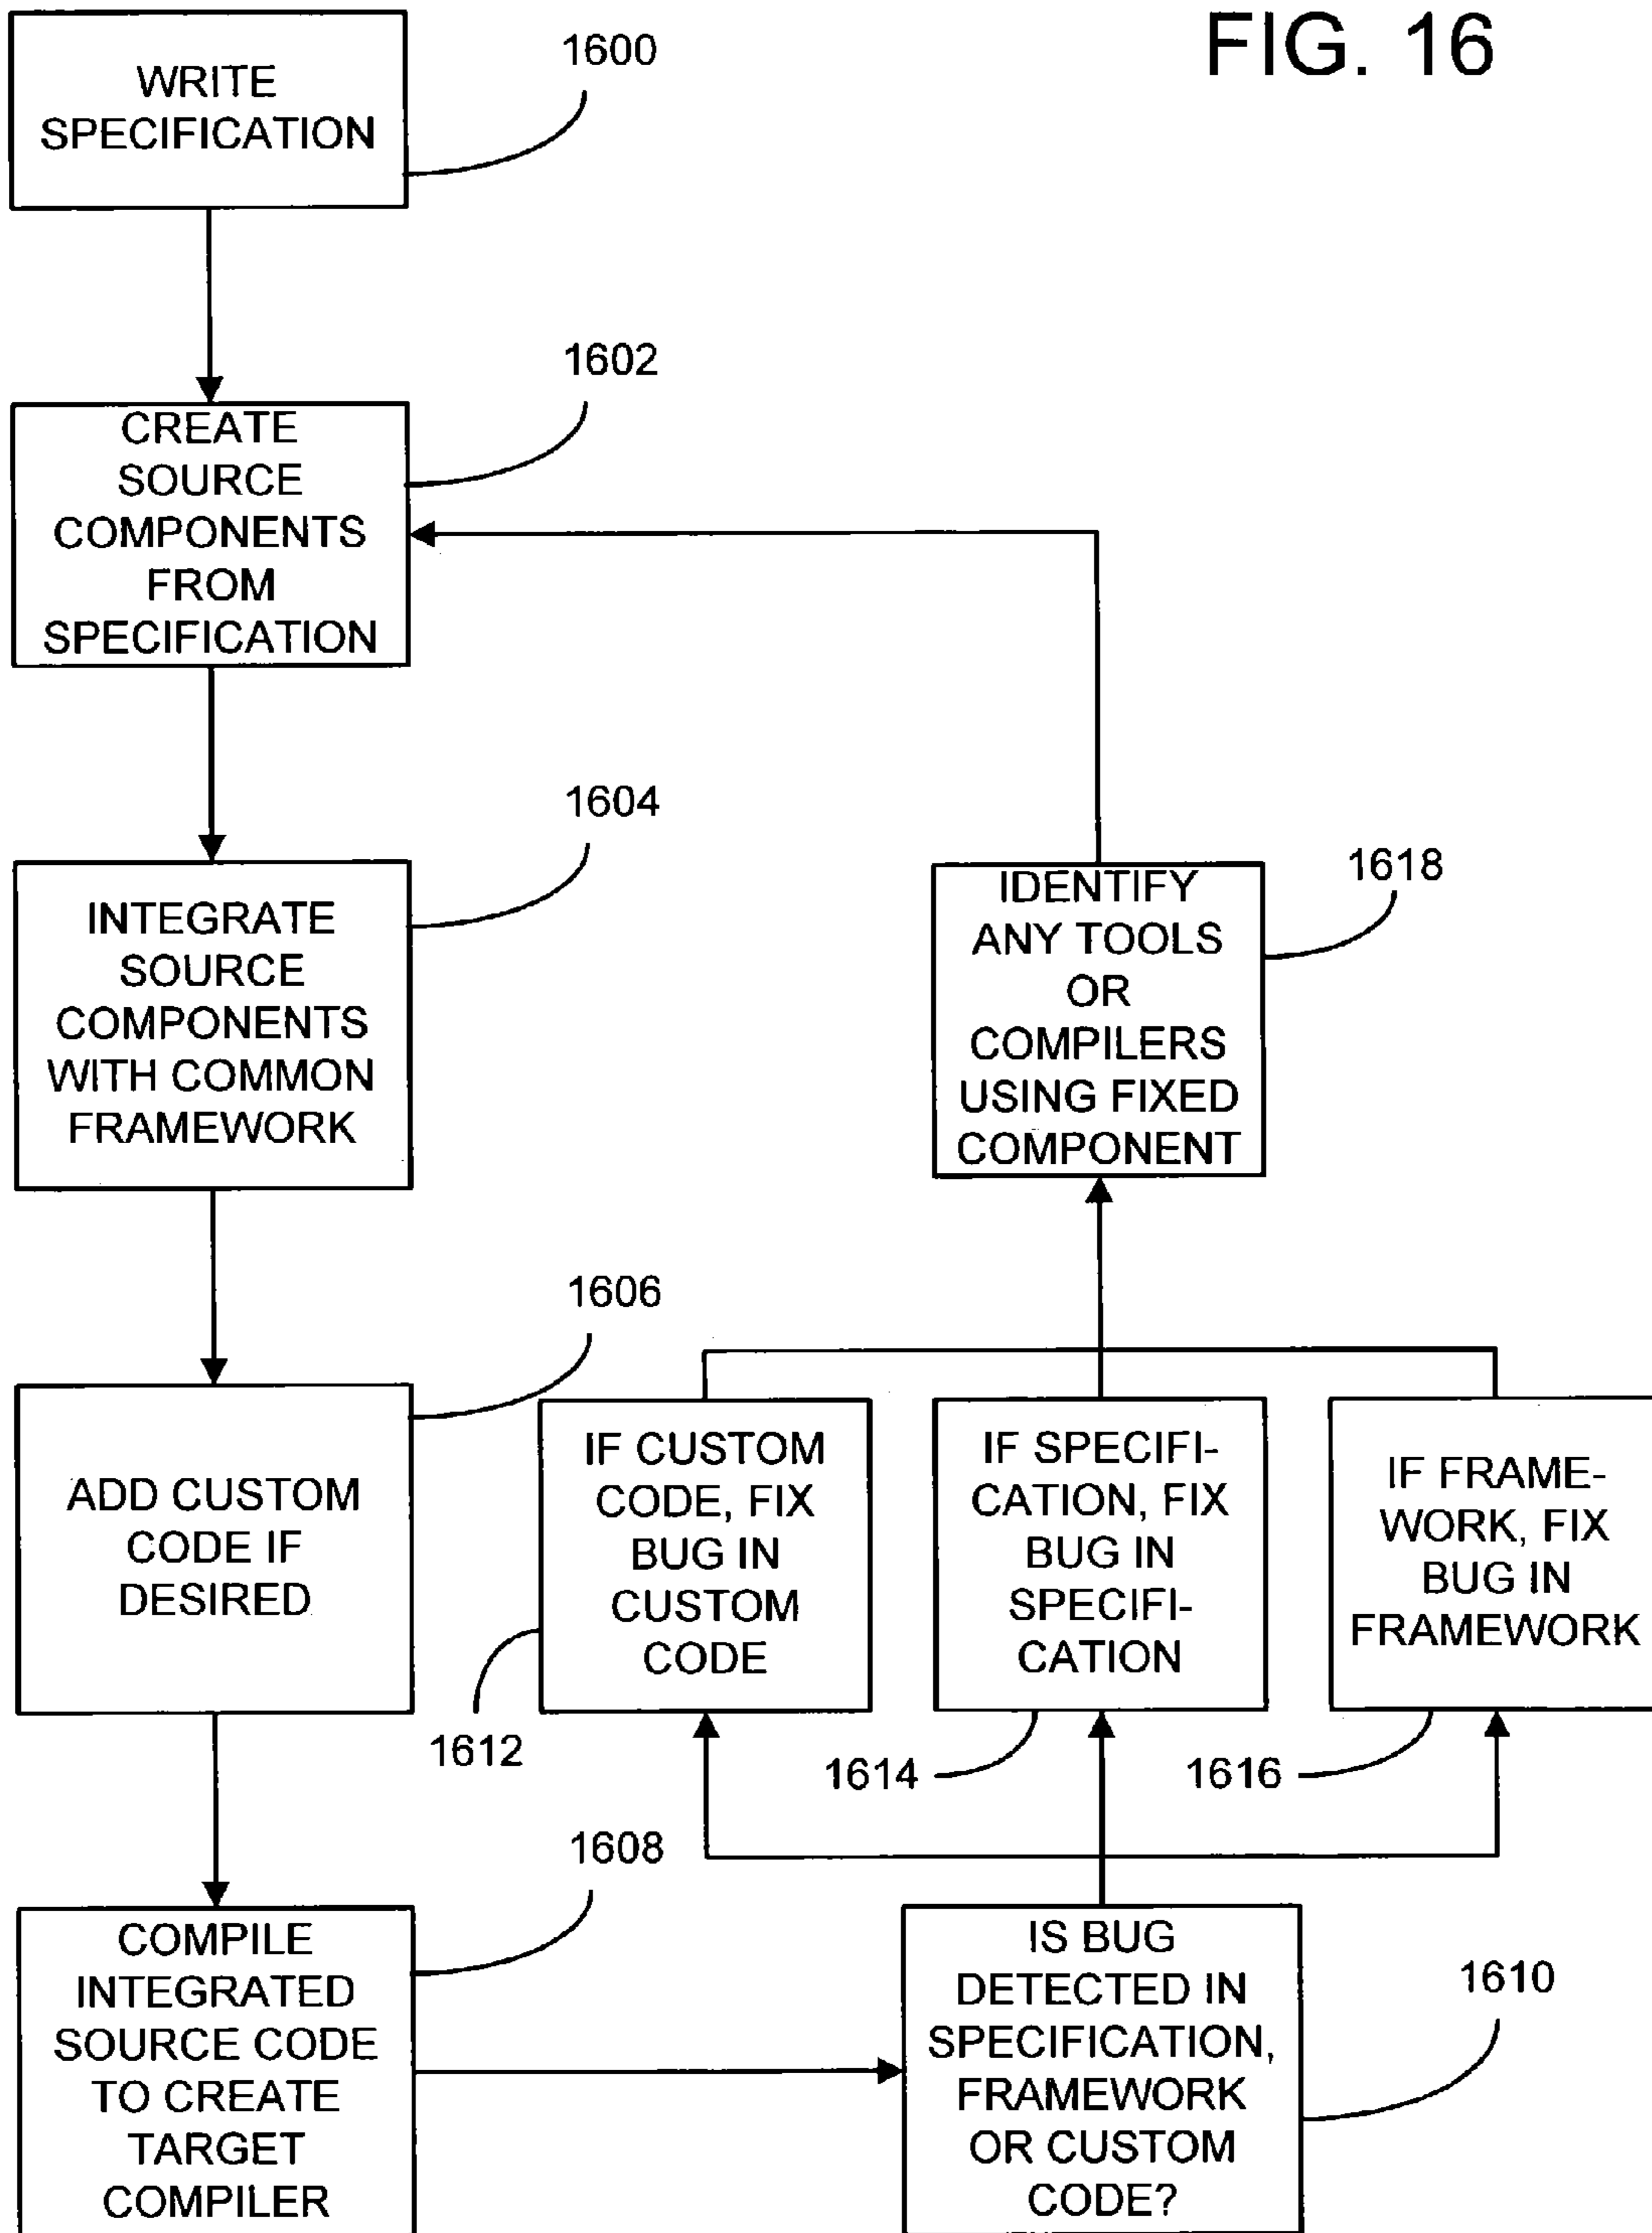 FIG. 16
1600
WRITE
SPECIFICATION
1602
CREATE
SOURCE
COMPONENTS
FROM
SPECIFICATION
1604
INTEGRATE
SOURCE
COMPONENTS
WITH COMMON
FRAMEWORK
1618
IDENTIFY
ANY TOOLS
OR
COMPILERS
USING FIXED
COMPONENT
1606
ADD CUSTOM
CODE IF
DESIRED
IF CUSTOM
CODE, FIX
BUG IN
CUSTOM
CODE
1612
IF SPECIFI-
CATION, FIX
BUG IN
SPECIFI-
CATION
1614
IF FRAME-
WORK, FIX
BUG IN
FRAMEWORK
1616
1608
COMPILE
INTEGRATED
SOURCE CODE
TO CREATE
TARGET
COMPILER
IS BUG
DETECTED IN
SPECIFICATION,
FRAMEWORK
OR CUSTOM
CODE?
1610